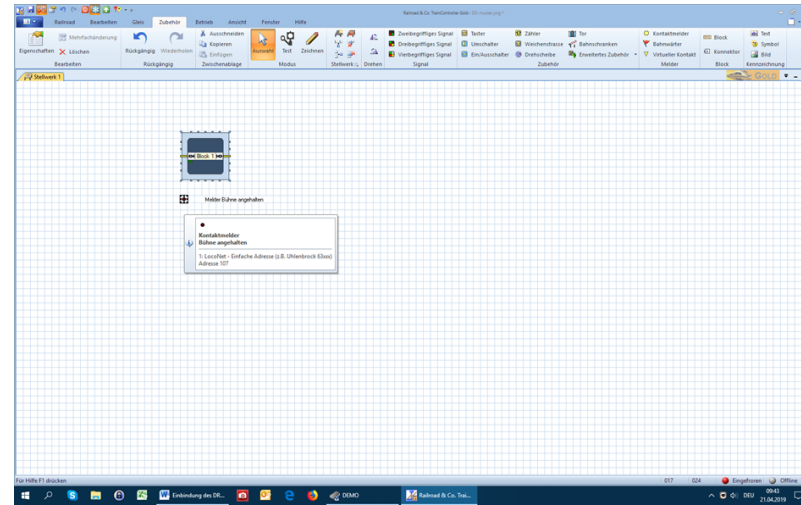 Railroad & Co. TrainController Gold
Railroad Bearbeiten Gleis Zubehör Betrieb Ansicht Fenster Hilfe
Eigenschaften
Mehrfachänderung
Löschen
Bearbeiten
Rückgängig Wiederholen
Rückgängig
Ausschneiden
Kopieren
Einfügen
Zwischenablage
Auswahl Test Zeichnen
Modus
Stellwerk
Drehen
Zweibegriffiges Signal
Dreibegriffiges Signal
Vierbegriffiges Signal
Signal
Taster
Umschalter
Ein/Ausschalter
Zähler
Weichenstrasse
Drehscheibe
Tor
Bahnschranken
Erweitertes Zubehör
Zubehör
Kontaktmelder
Bahnwärter
Virtueller Kontakt
Melder
Block
Konnektor
Block
Text
Symbol
Bild
Kennzeichnung
Stellwerk 1
GOLD
Block 1
Melder Bühne angehalten
Kontaktmelder
Bühne angehalten
1: LocoNet - Einfache Adresse (z.B. Uhlenbrock 63xxx)
Adresse 107
Für Hilfe F1 drücken
017 024 Eingefroren Offline
Einbindung des DR...
DEMO
Railroad & Co. Trai...
DEU
09:43
21.04.2019